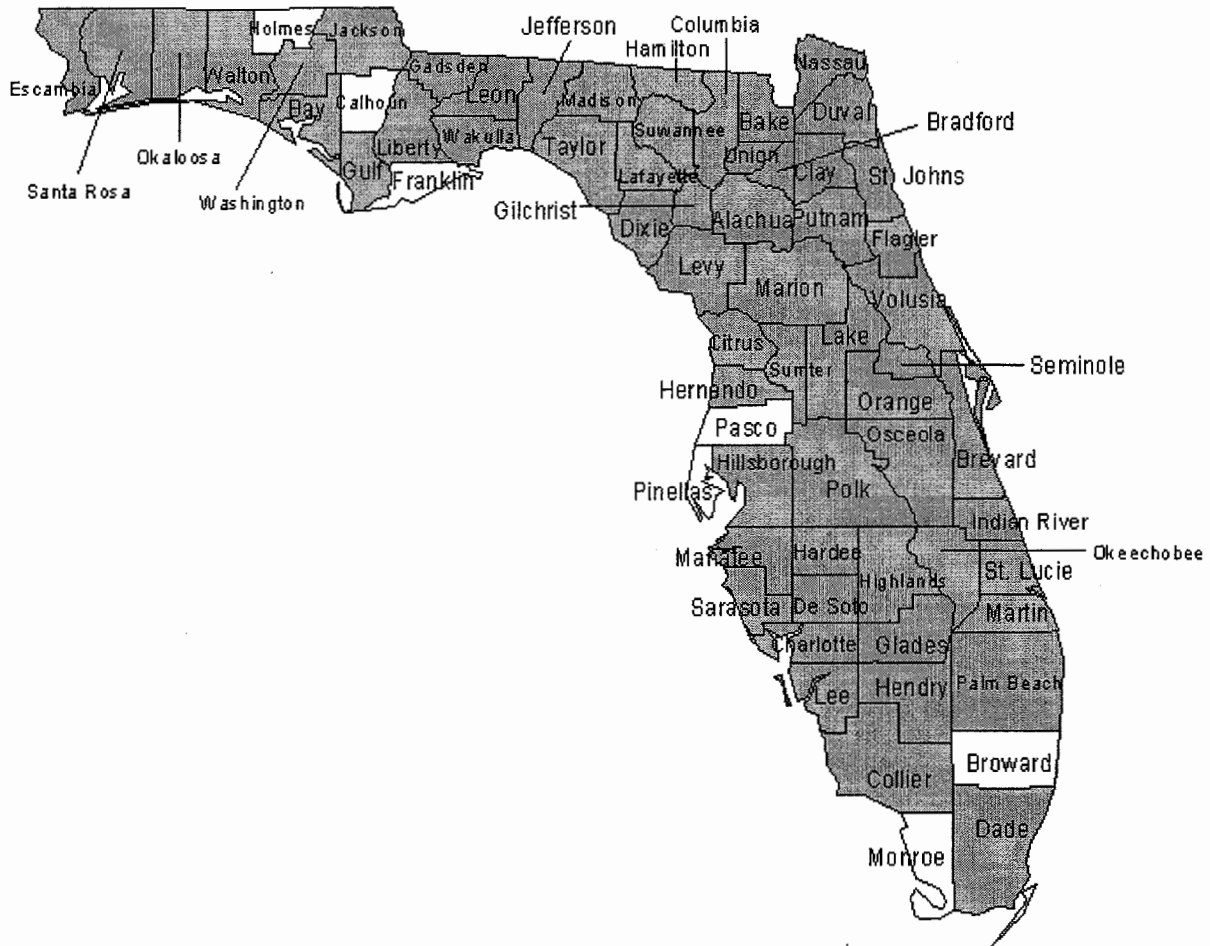 Columbia
Jefferson
Hamilton
Holmes
Jackson
Nassau
Gadsden
Walton
Escambia
Leon
Madison
Calhoun
Bay
Duval
Bake
Bradford
Suwannee
Wakulla
Okaloosa
Liberty
Taylor
Union
Gulf
Clay
Lafayette
St. Johns
Franklin
Santa Rosa
Washington
Gilchrist
Alachua
Putnam
Dixie
Flagler
Levy
Marion
Volusia
Lake
Citrus
Sumter
Seminole
Hernando
Orange
Pasco
Osceola
Brevard
Hillsborough
Pinellas
Polk
Indian River
Manatee
Hardee
Okeechobee
St. Lucie
Highlands
Sarasota
De Soto
Martin
Charlotte
Glades
Lee
Hendry
Palm Beach
Broward
Collier
Dade
Monroe